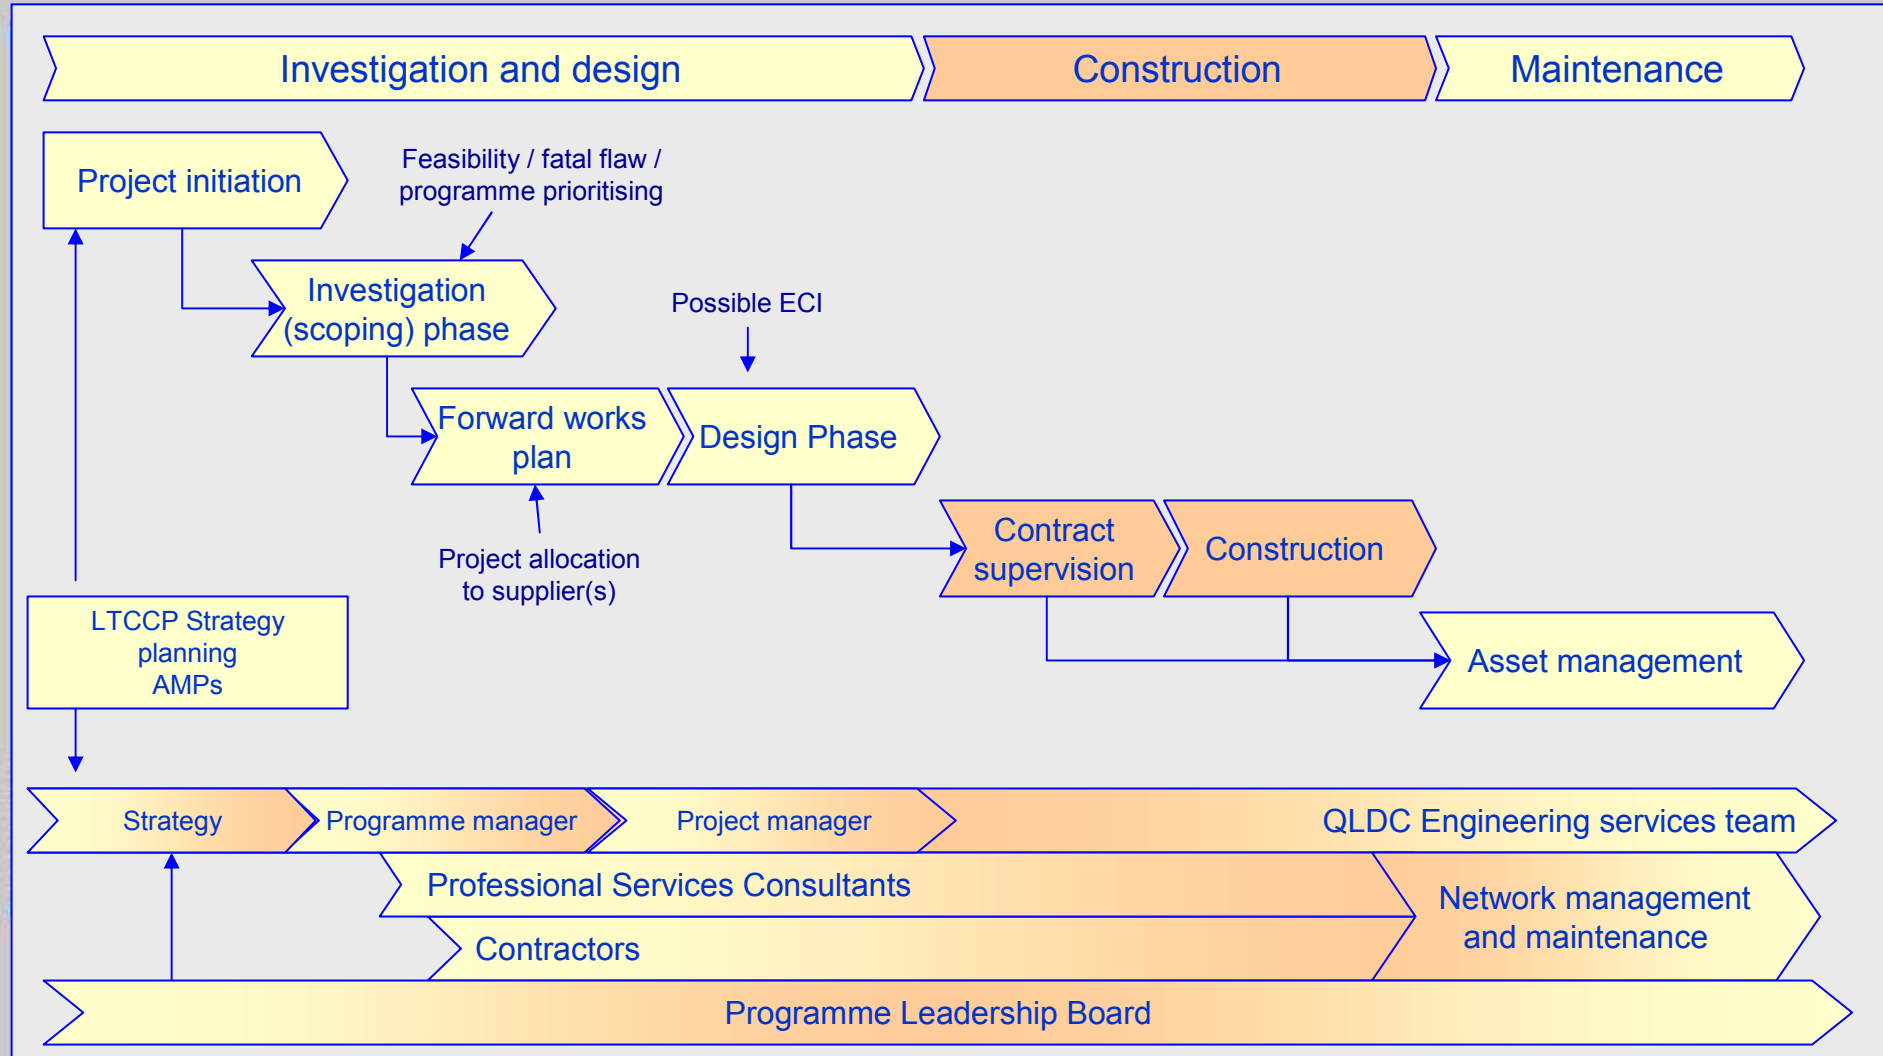 Investigation and design
Construction
Maintenance
Project initiation
Feasibility / fatal flaw /
programme prioritising
Investigation
(scoping) phase
Possible ECI
Forward works
plan
Design Phase
Project allocation
to supplier(s)
Contract
supervision
Construction
LTCCP Strategy
planning
AMPs
Asset management
Strategy
Programme manager
Project manager
QLDC Engineering services team
Professional Services Consultants
Network management
and maintenance
Contractors
Programme Leadership Board